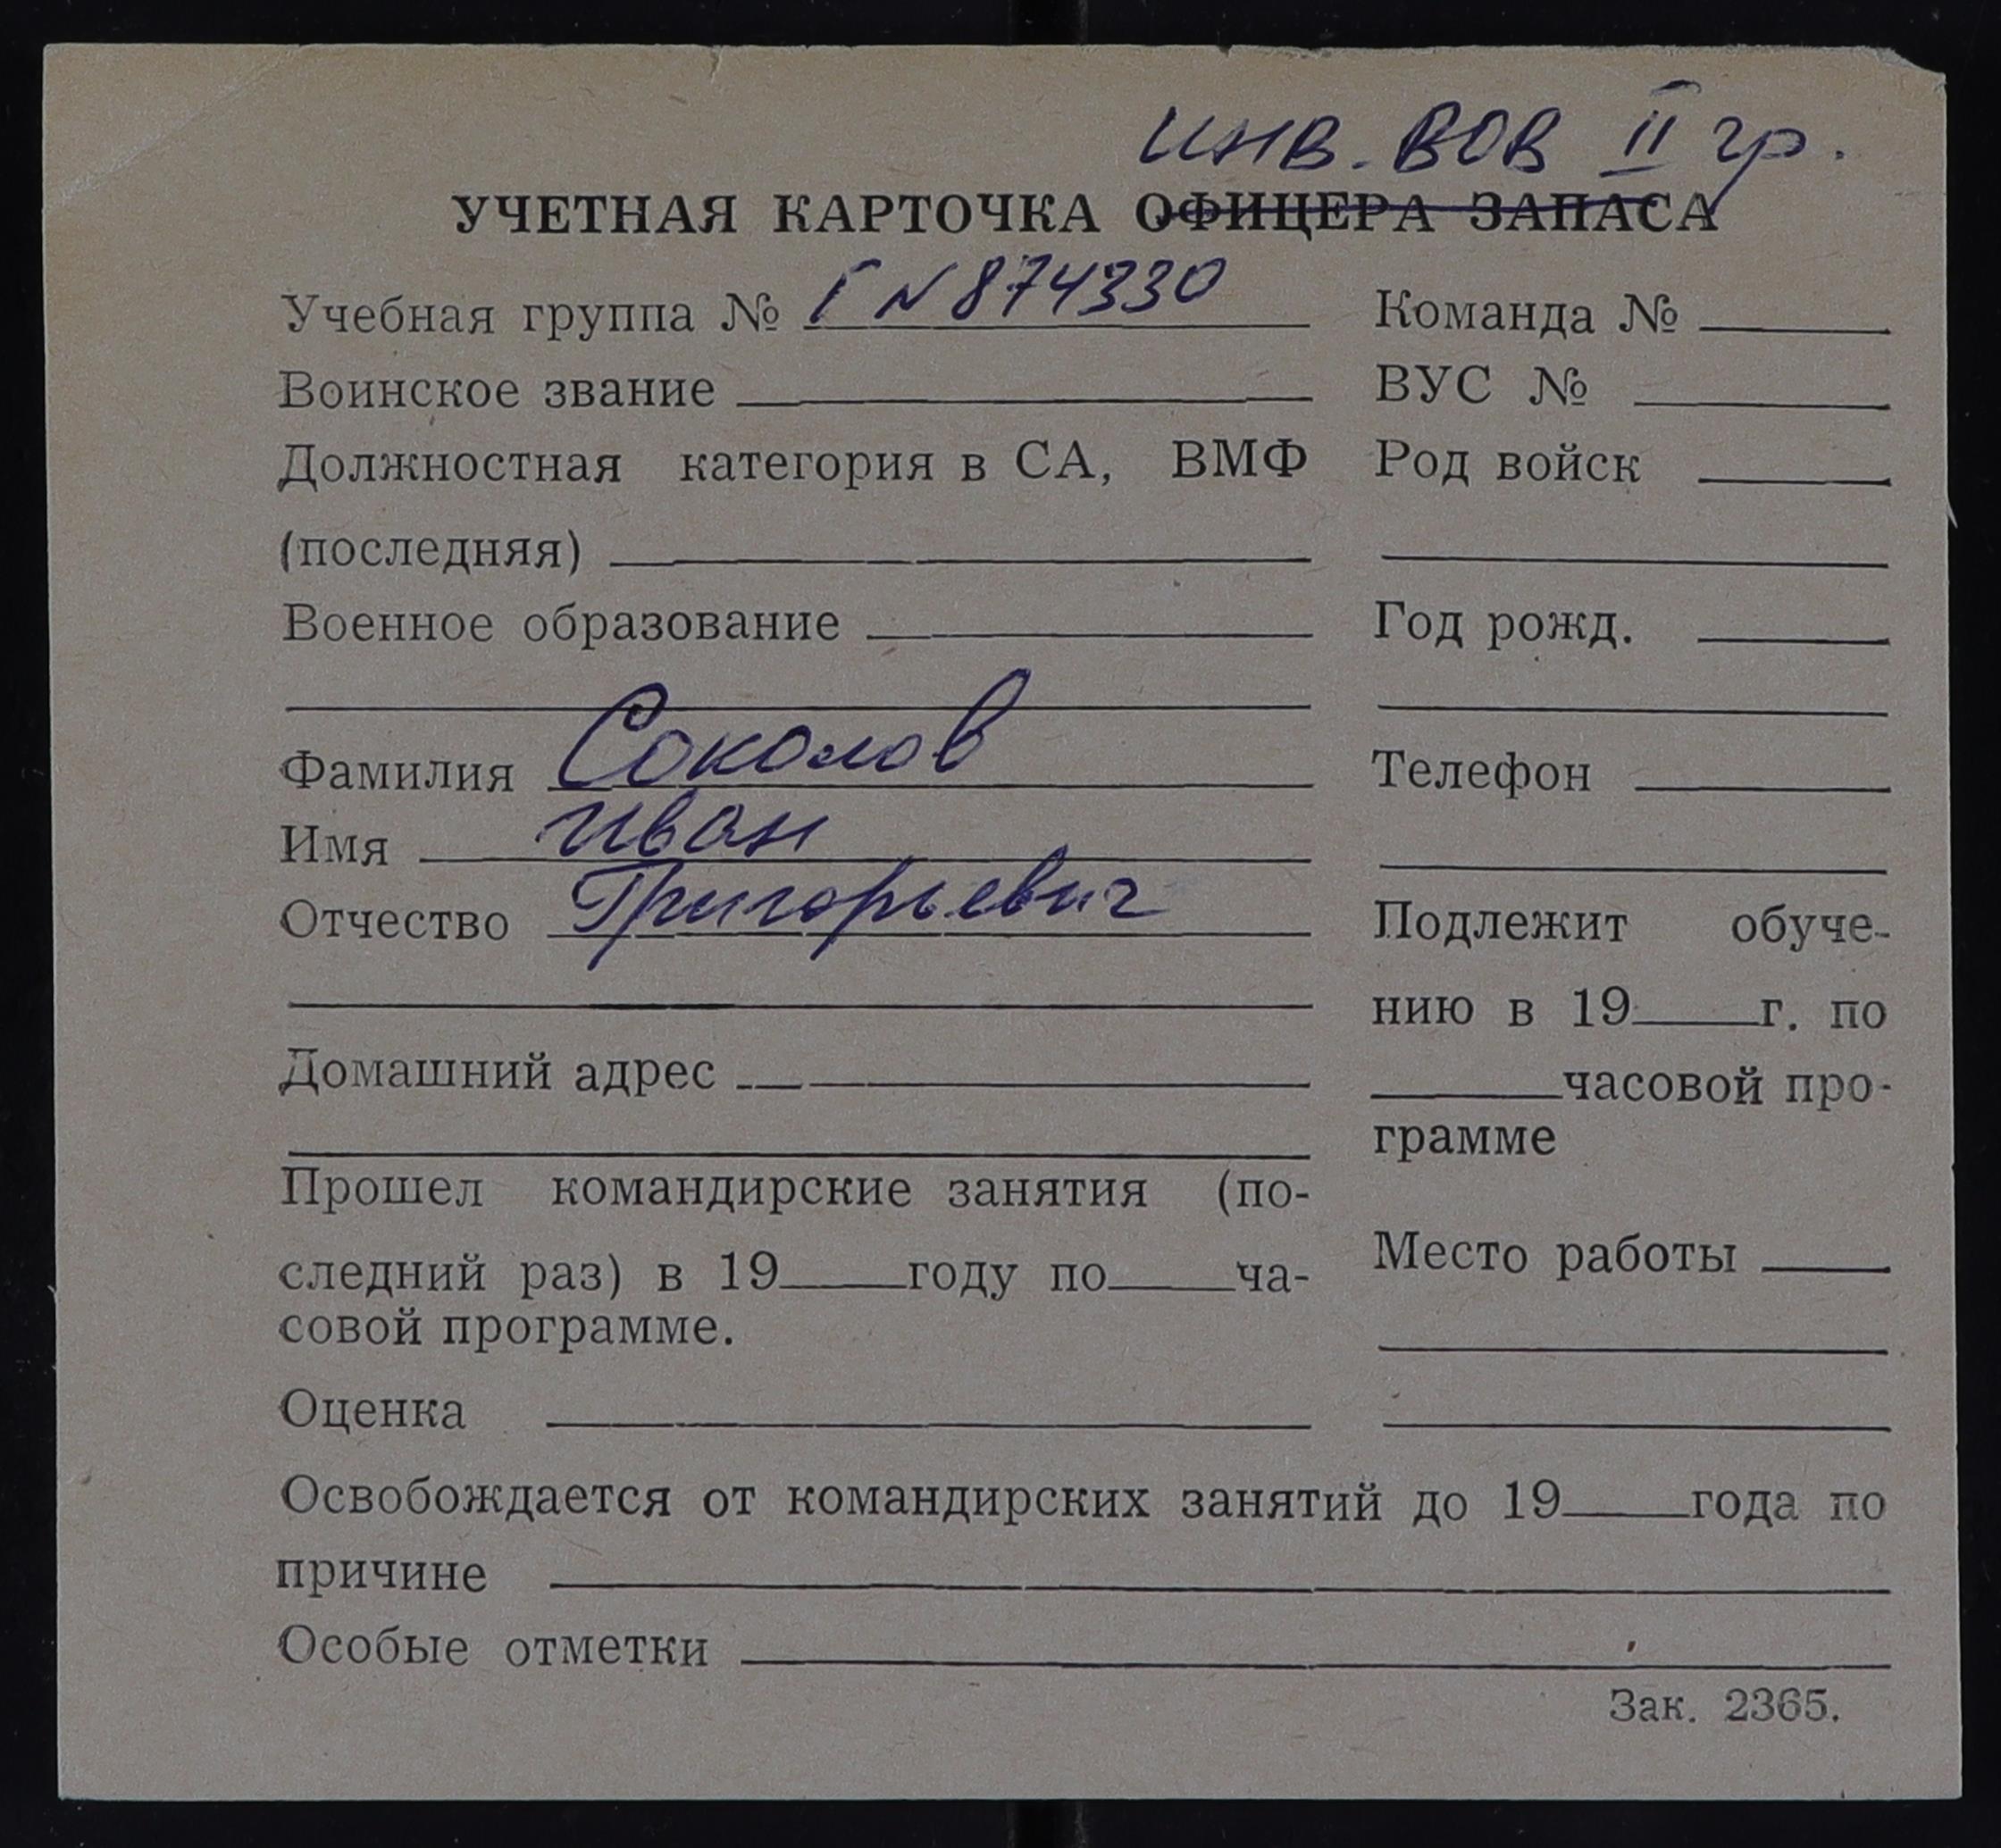 инв. ВОВ II гр.
УЧЕТНАЯ КАРТОЧКА ОФИЦЕРА ЗАПАСА
Учебная группа № Г № 874330
Воинское звание
Должностная категория в СА, ВМФ
(последняя)
Военное образование
Фамилия Соколов
Имя Иван
Отчество Григорьевич
Домашний адрес
Прошел командирские занятия (по-
следний раз) в 19 году по ча-
совой программе.
Оценка
Команда №
ВУС №
Род войск
Год рожд.
Телефон
Подлежит обуче-
нию в 19 г. по
часовой про-
грамме
Место работы
Освобождается от командирских занятий до 19 года по
причине
Особые отметки
Зак. 2365.